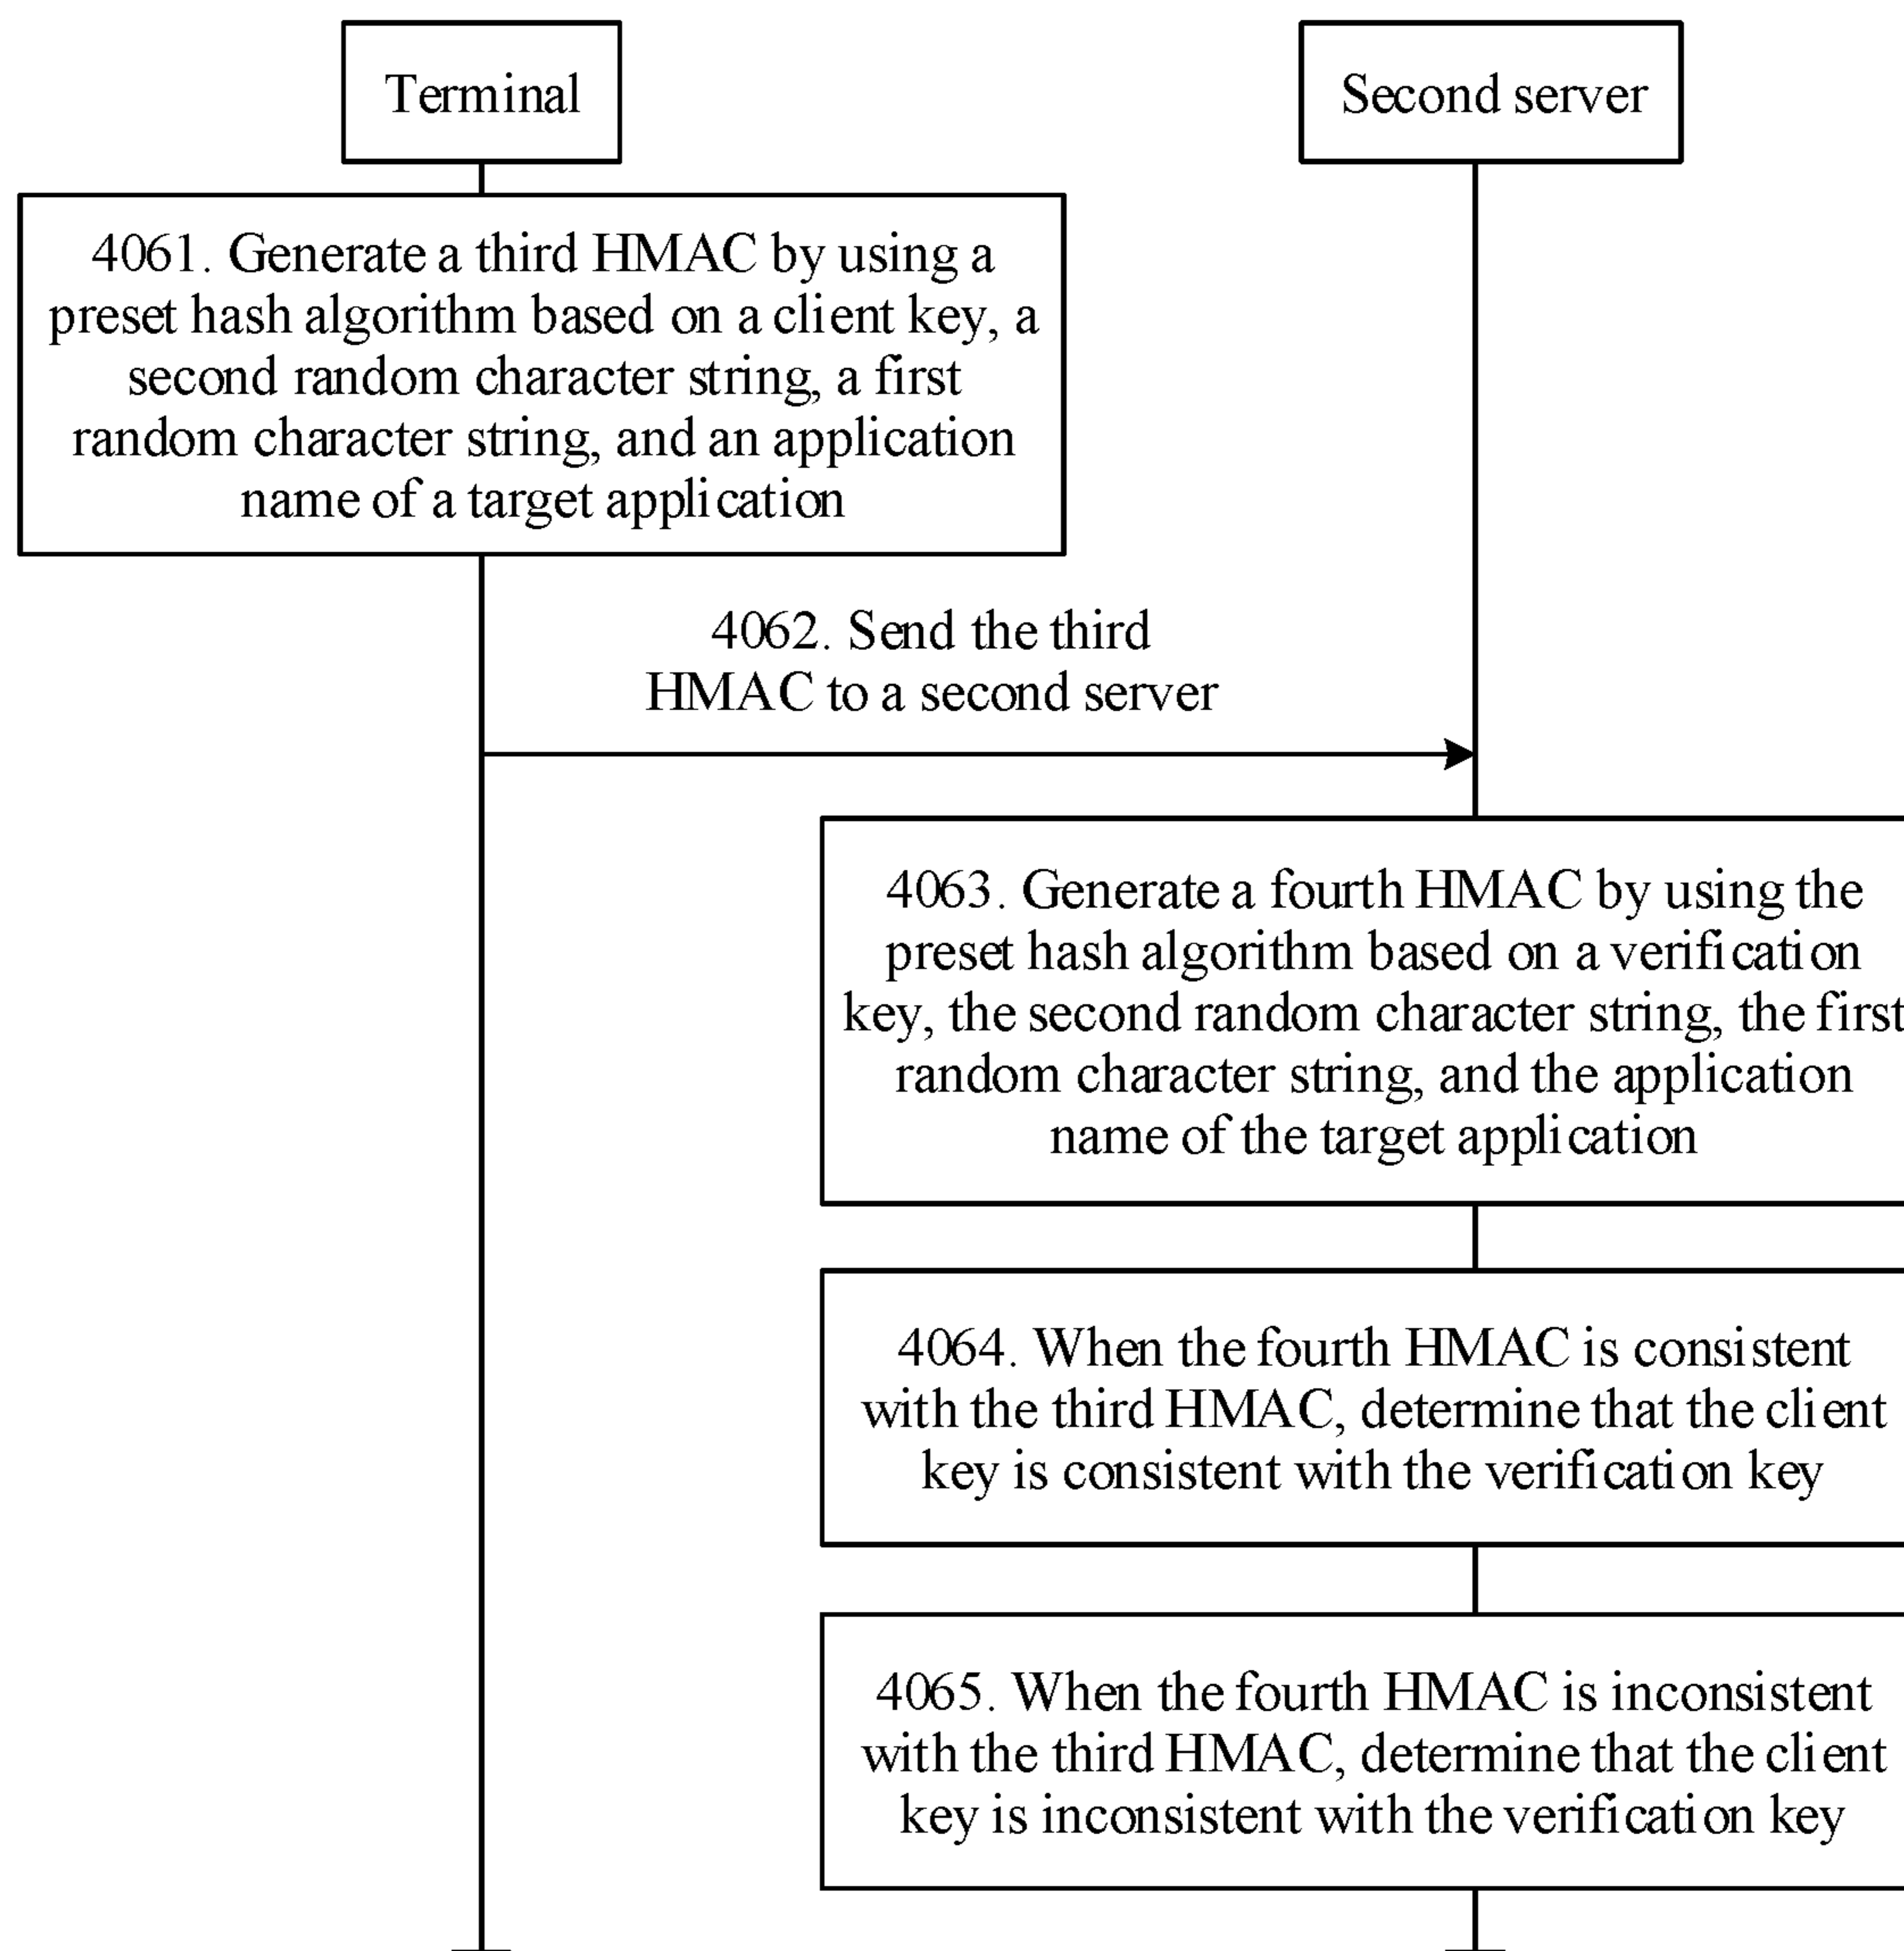 Terminal
Second server
4061. Generate a third HMAC by using a
preset hash algorithm based on a client key, a
second random character string, a first
random character string, and an application
name of a target application
4062. Send the third
HMAC to a second server
4063. Generate a fourth HMAC by using the
preset hash algorithm based on a verification
key, the second random character string, the first
random character string, and the application
name of the target application
4064. When the fourth HMAC is consistent
with the third HMAC, determine that the client
key is consistent with the verification key
4065. When the fourth HMAC is inconsistent
with the third HMAC, determine that the client
key is inconsistent with the verification key